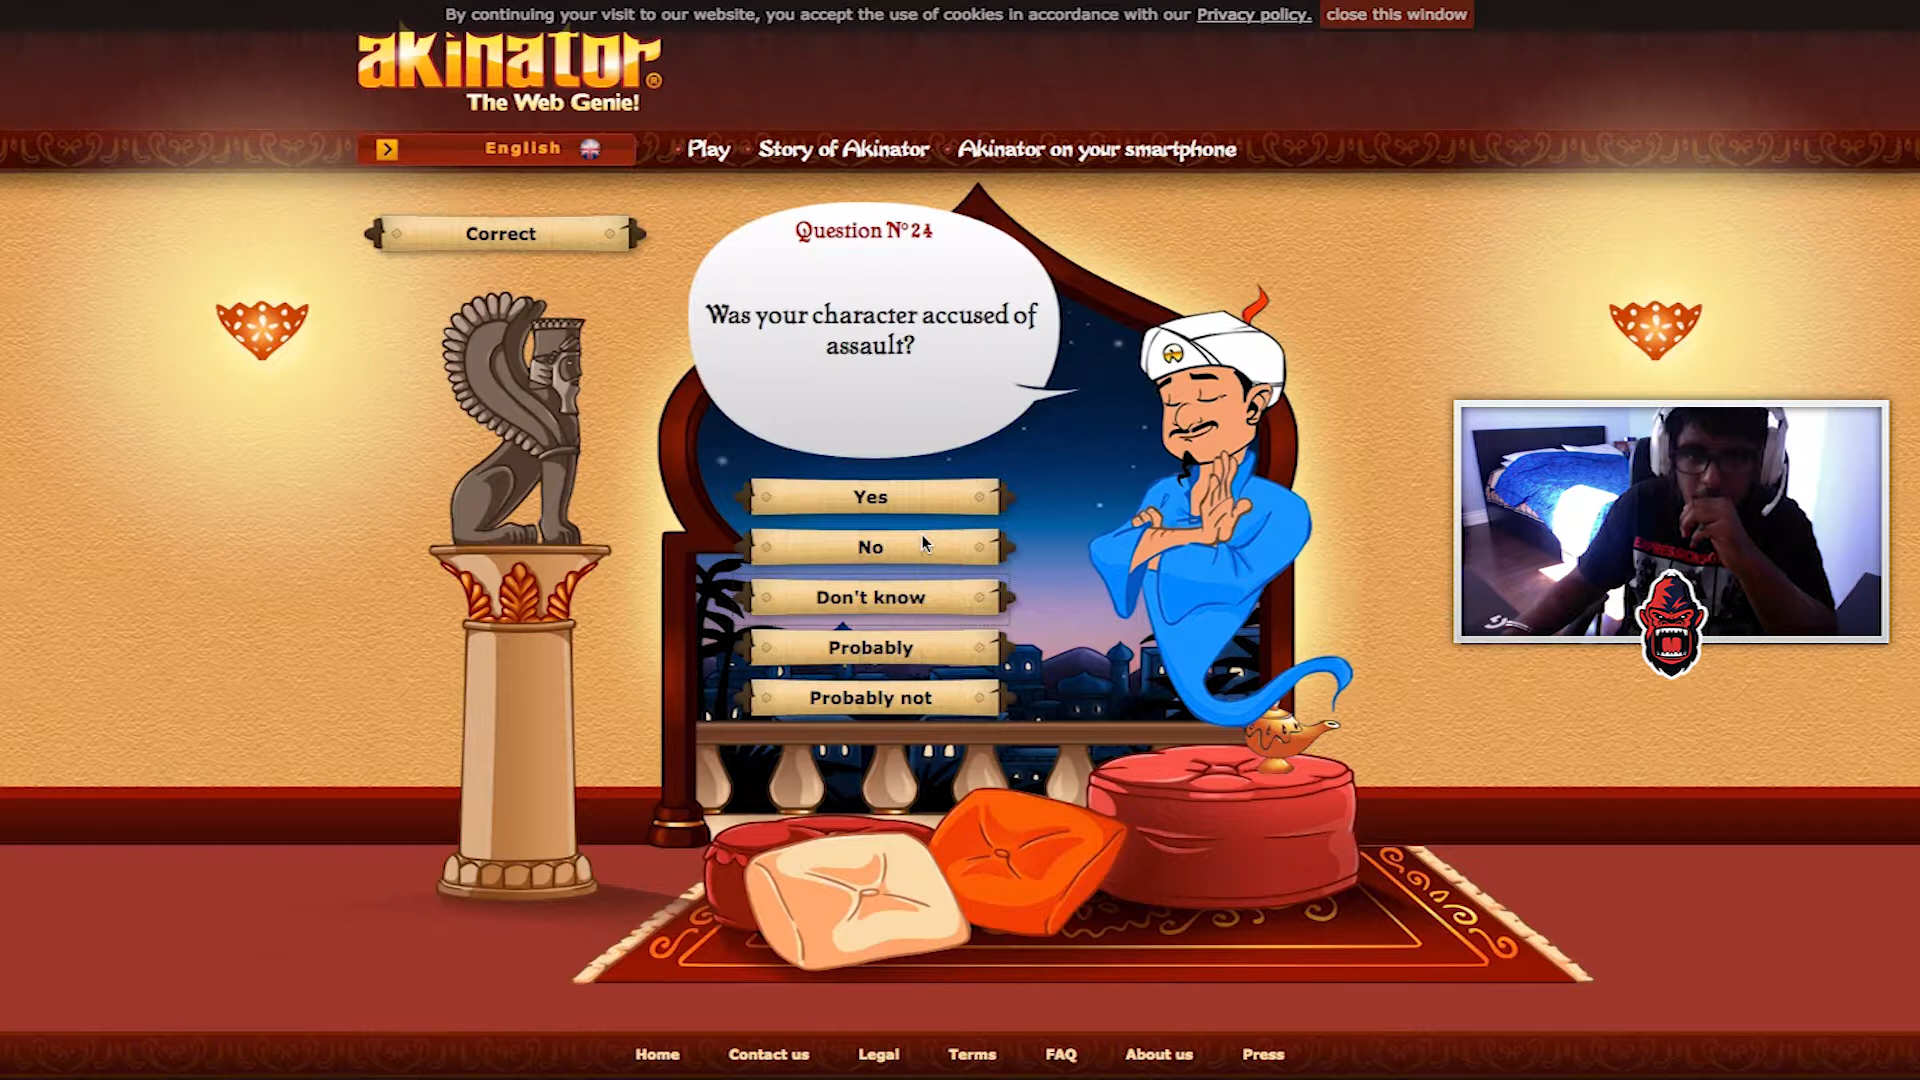 By continuing your visit to our website, you accept the use of cookies in accordance with our Privacy policy. close this window
akinator®
The Web Genie!
English
Play
Story of Akinator
Akinator on your smartphone
Correct
Question N°24
Was your character accused of
assault?
Yes
No
Don't know
Probably
Probably not
Home
Contact us
Legal
Terms
FAQ
About us
Press